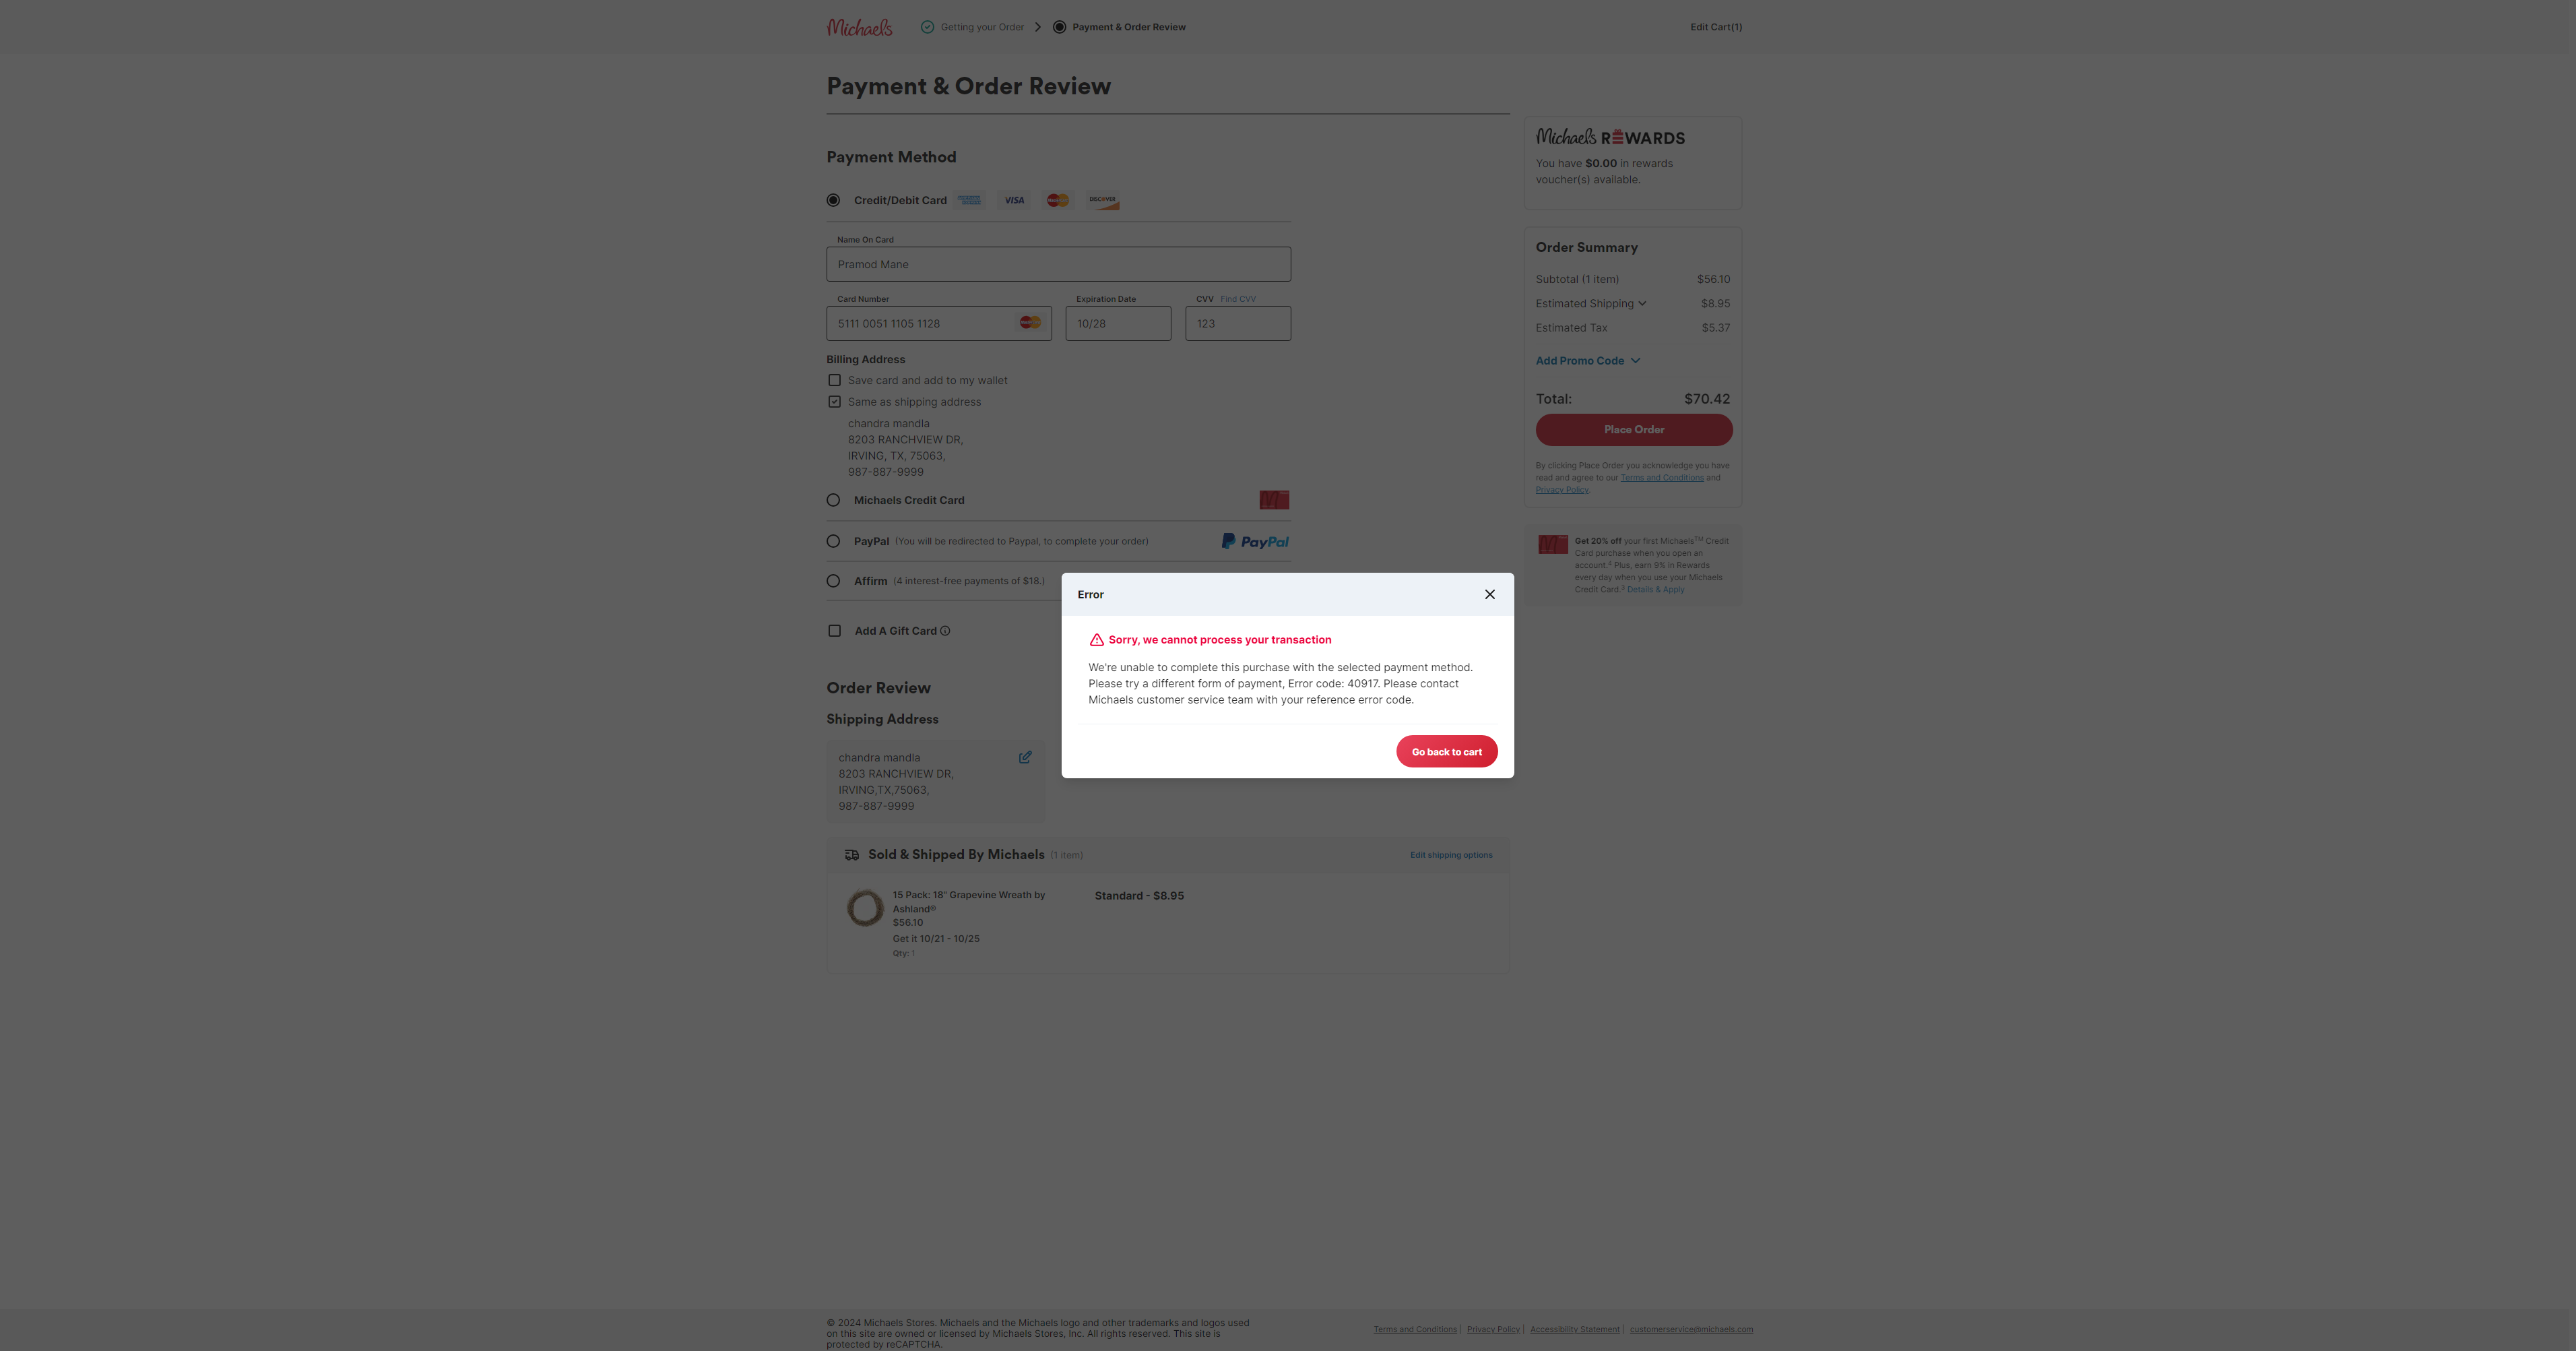 Michaels
Getting your Order
Payment & Order Review
Edit Cart(1)
Payment & Order Review
Payment Method
Credit/Debit Card
VISA
DISCOVER
Name On Card
Pramod Mane
Card Number
Expiration Date
CVV Find CVV
5111 0051 1105 1128
10/28
123
Billing Address
Save card and add to my wallet
Same as shipping address
chandra mandla
8203 RANCHVIEW DR,
IRVING, TX, 75063,
987-887-9999
Michaels Credit Card
PayPal (You will be redirected to Paypal, to complete your order)
PayPal
Affirm (4 interest-free payments of $18.)
Add A Gift Card
Order Review
Shipping Address
chandra mandla
8203 RANCHVIEW DR,
IRVING,TX,75063,
987-887-9999
Sold & Shipped By Michaels (1 item)
Edit shipping options
15 Pack: 18" Grapevine Wreath by
Ashland®
$56.10
Get it 10/21 - 10/25
Qty: 1
Standard - $8.95
Michaels REWARDS
You have $0.00 in rewards
voucher(s) available.
Order Summary
Subtotal (1 item) $56.10
Estimated Shipping $8.95
Estimated Tax $5.37
Add Promo Code
Total: $70.42
Place Order
By clicking Place Order you acknowledge you have
read and agree to our Terms and Conditions and
Privacy Policy.
Get 20% off your first Michaels™ Credit
Card purchase when you open an
account.² Plus, earn 9% in Rewards
every day when you use your Michaels
Credit Card.³ Details & Apply
Error
Sorry, we cannot process your transaction
We're unable to complete this purchase with the selected payment method.
Please try a different form of payment, Error code: 40917. Please contact
Michaels customer service team with your reference error code.
Go back to cart
© 2024 Michaels Stores. Michaels and the Michaels logo and other trademarks and logos used
on this site are owned or licensed by Michaels Stores, Inc. All rights reserved. This site is
protected by reCAPTCHA.
Terms and Conditions | Privacy Policy | Accessibility Statement | customerservice@michaels.com